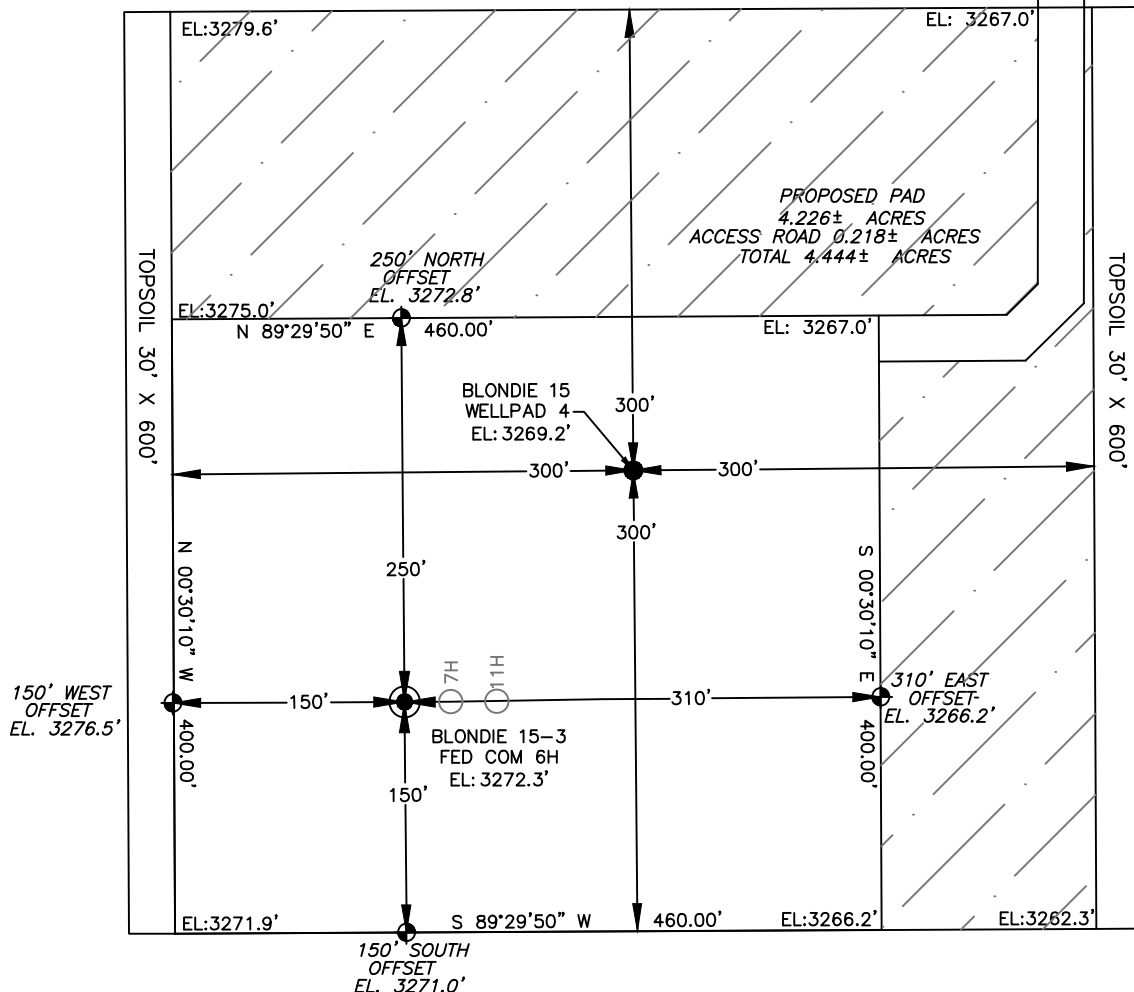 EL:3279.6'
EL: 3267.0'
PROPOSED PAD
4.226± ACRES
ACCESS ROAD 0.218± ACRES
TOTAL 4.444± ACRES
250' NORTH
OFFSET
EL. 3272.8'
TOPSOIL 30' X 600'
TOPSOIL 30' X 600'
EL:3275.0'
N 89°29'50" E 460.00'
EL: 3267.0'
BLONDIE 15
WELLPAD 4
EL:3269.2'
300'
300'
300'
300'
250'
N 00°30'10" W 400.00'
S 00°30'10" E 400.00'
7H
11H
150' WEST
OFFSET
EL. 3276.5'
150'
310'
310' EAST
OFFSET
EL. 3266.2'
BLONDIE 15-3
FED COM 6H
EL:3272.3'
150'
EL:3271.9'
S 89°29'50" W 460.00'
EL:3266.2'
EL:3262.3'
150' SOUTH
OFFSET
EL. 3271.0'